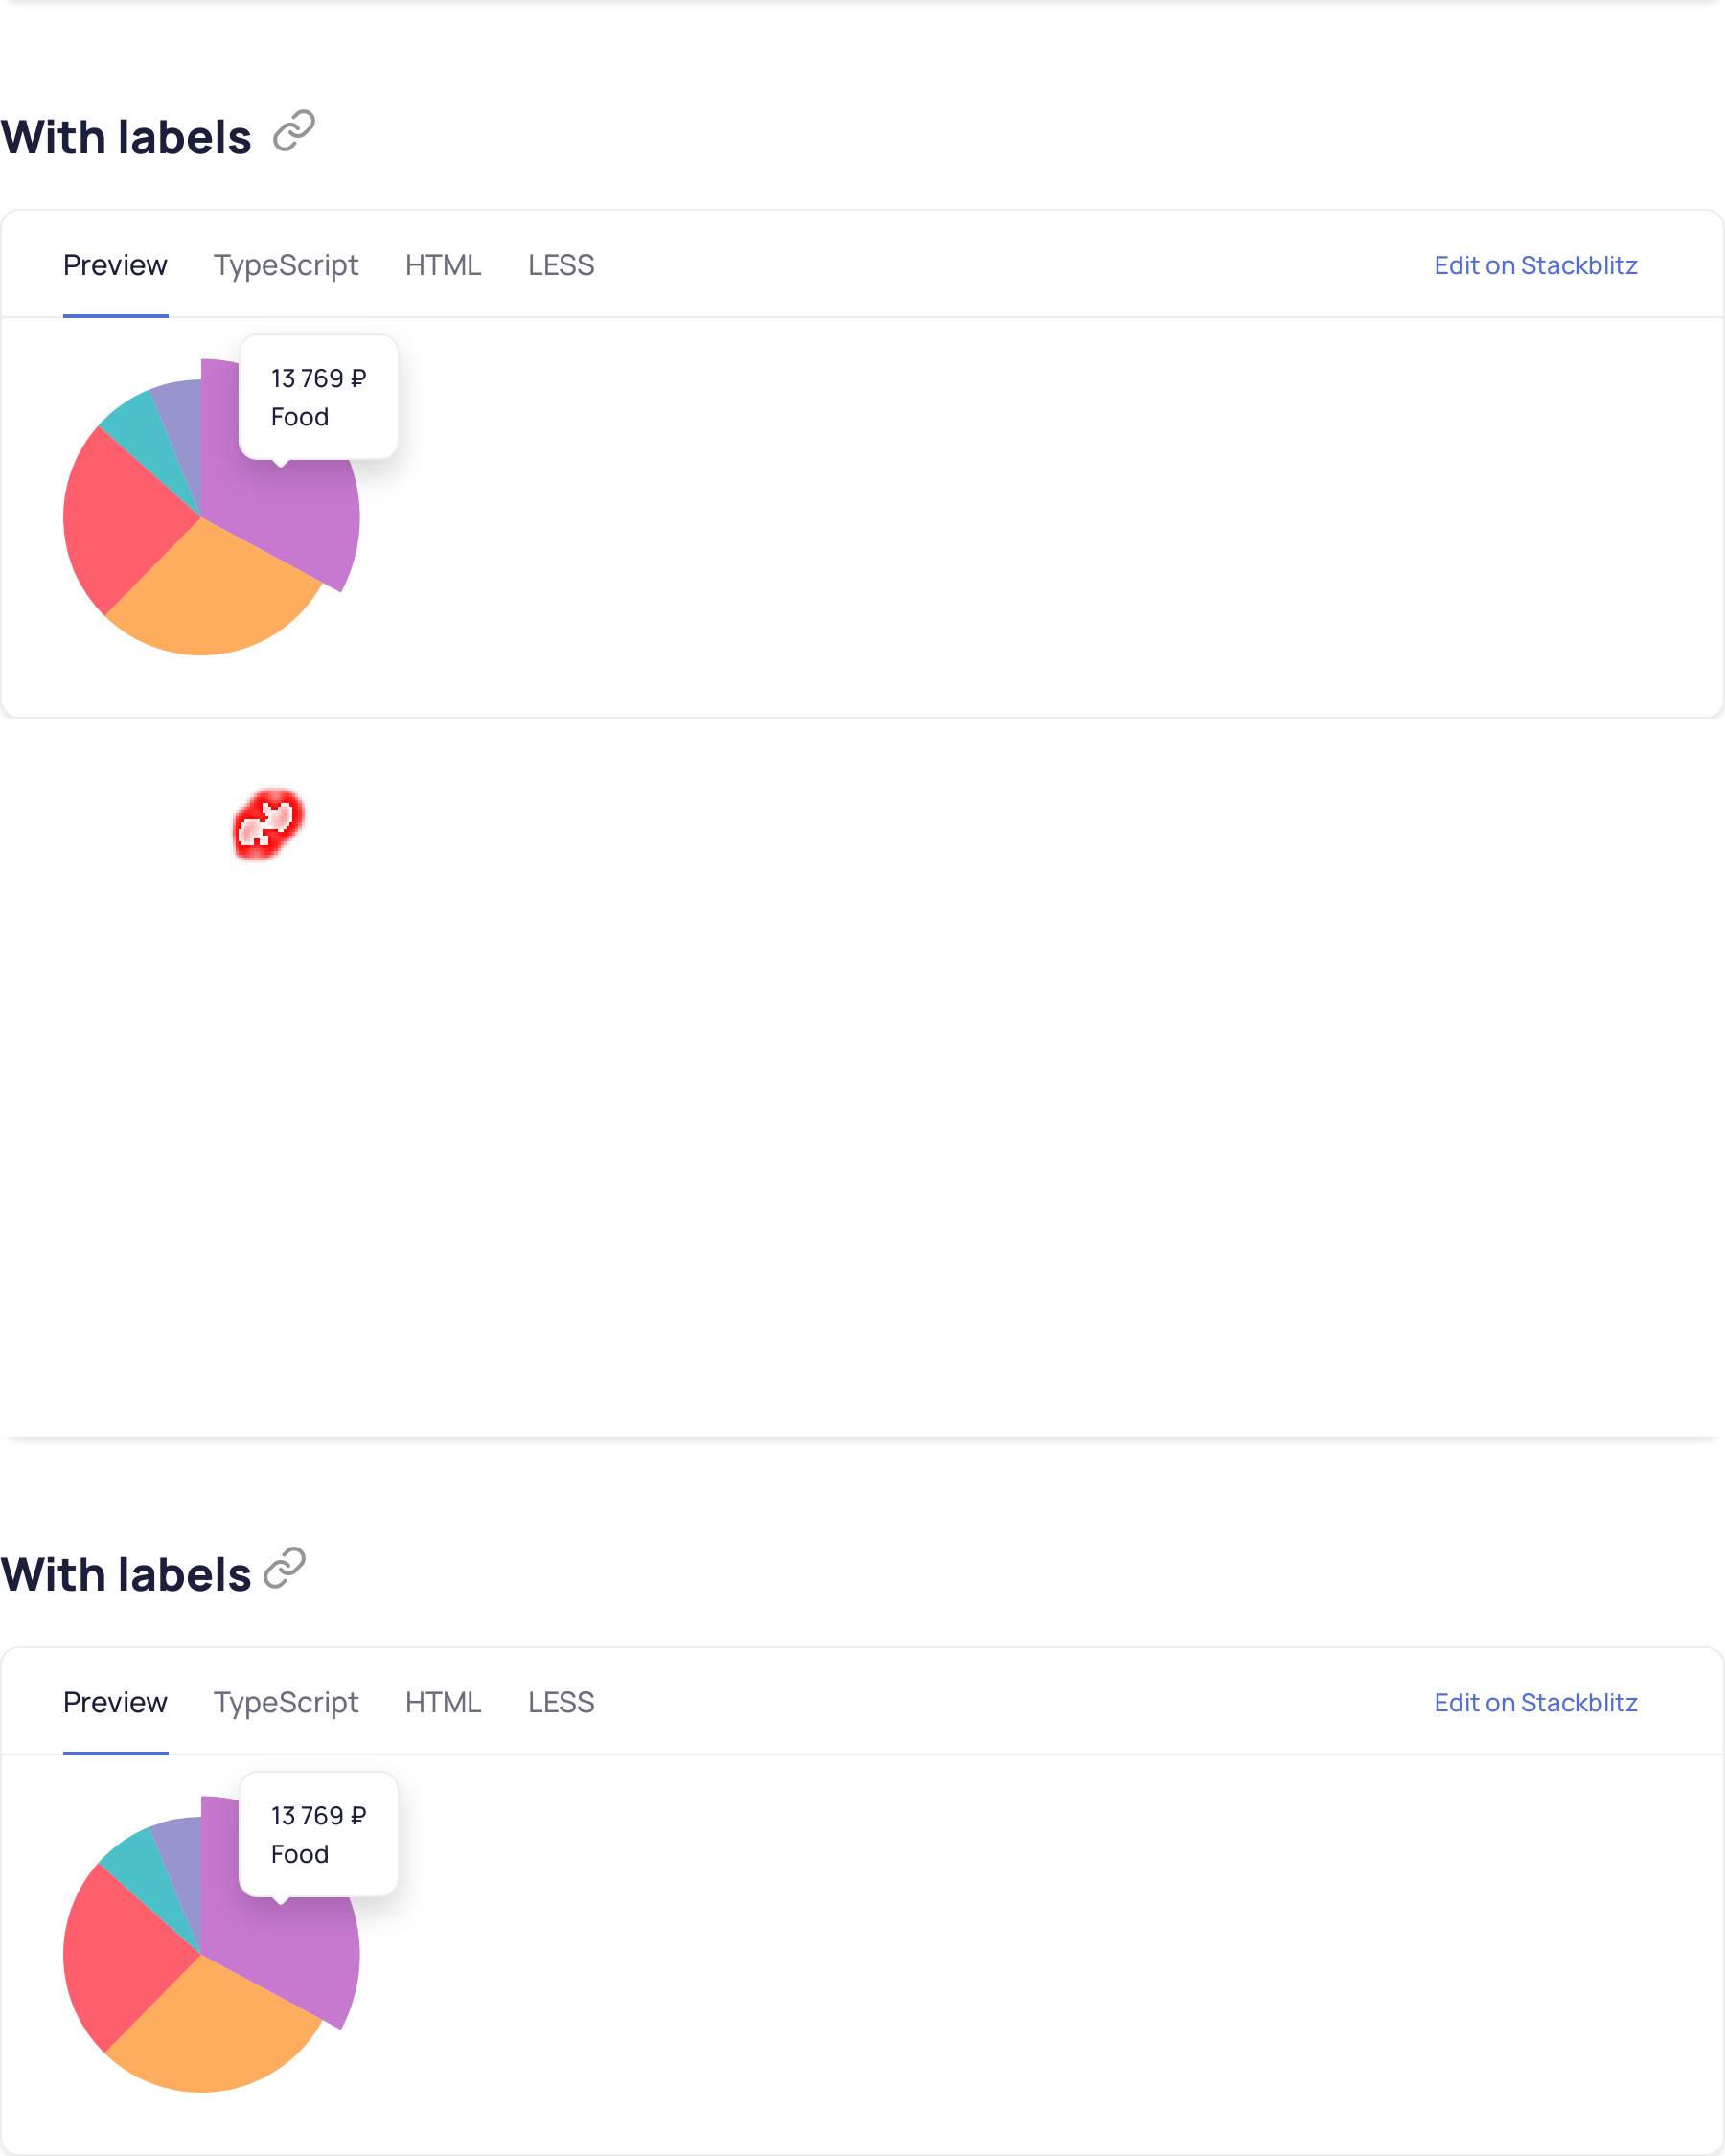 With labels
Preview TypeScript HTML LESS Edit on Stackblitz
13 769 ₽
Food
With labels
Preview TypeScript HTML LESS Edit on Stackblitz
13 769 ₽
Food